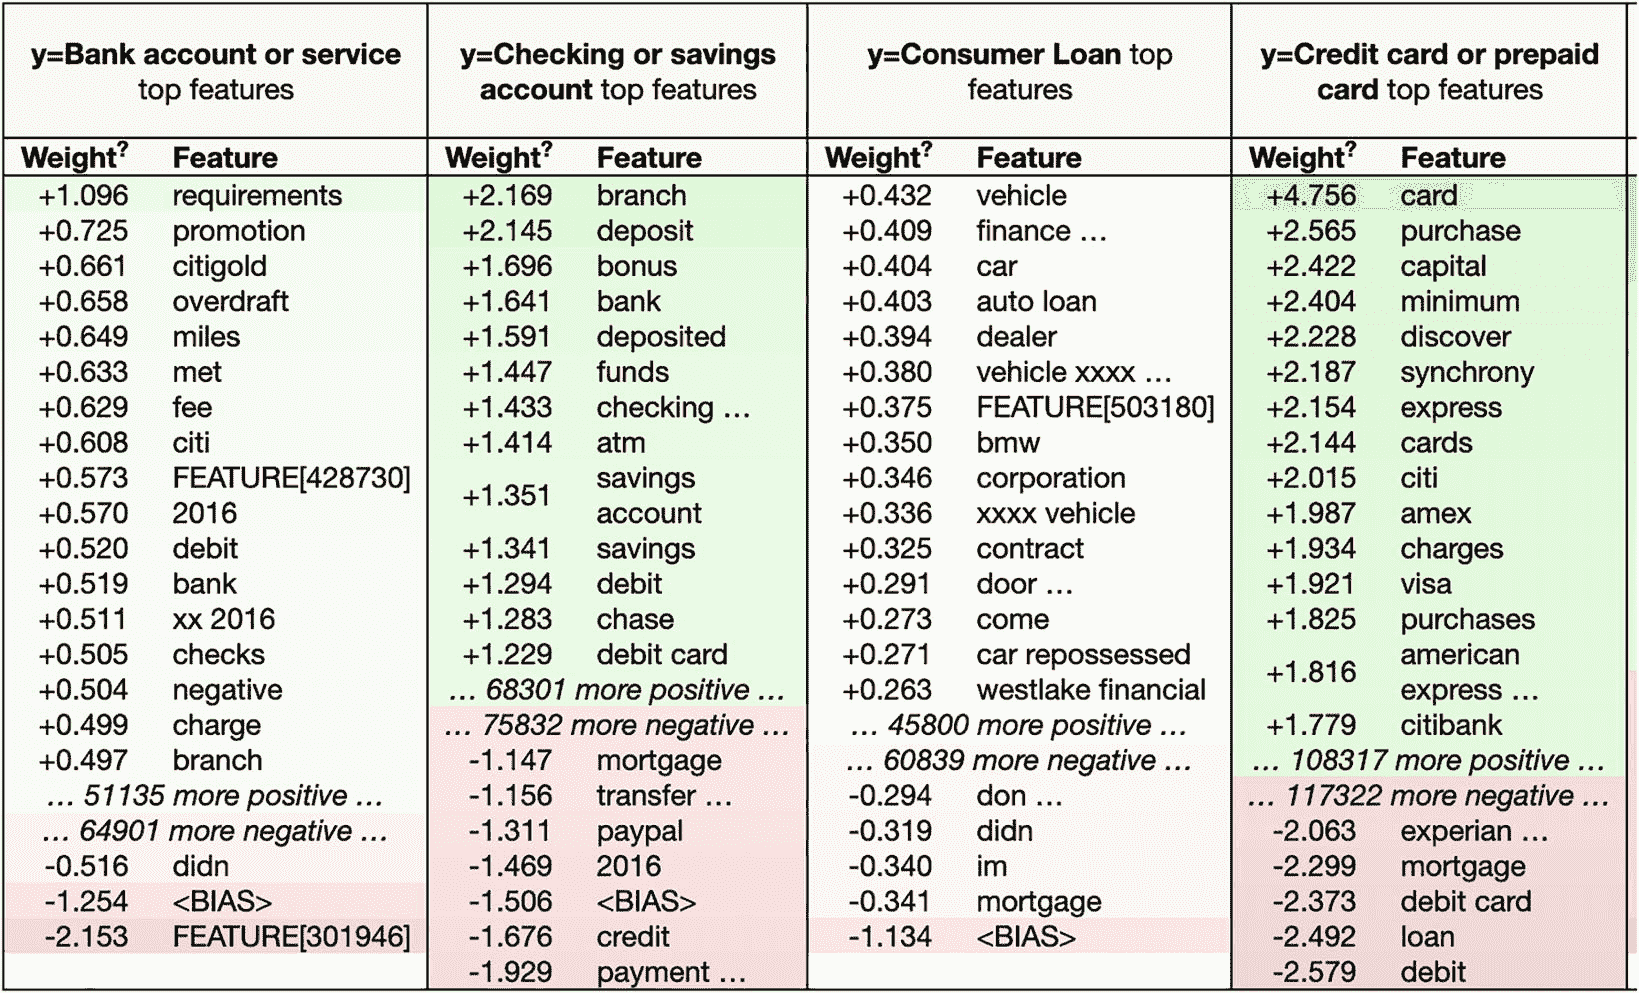 y=Bank account or service
top features
Weight? Feature
+1.096 requirements
+0.725 promotion
+0.661 citigold
+0.658 overdraft
+0.649 miles
+0.633 met
+0.629 fee
+0.608 citi
+0.573 FEATURE[428730]
+0.570 2016
+0.520 debit
+0.519 bank
+0.511 xx 2016
+0.505 checks
+0.504 negative
+0.499 charge
+0.497 branch
… 51135 more positive …
… 64901 more negative …
-0.516 didn
-1.254 <BIAS>
-2.153 FEATURE[301946]
y=Checking or savings
account top features
Weight? Feature
+2.169 branch
+2.145 deposit
+1.696 bonus
+1.641 bank
+1.591 deposited
+1.447 funds
+1.433 checking …
+1.414 atm
+1.351 savings
account
+1.341 savings
+1.294 debit
+1.283 chase
+1.229 debit card
… 68301 more positive …
… 75832 more negative …
-1.147 mortgage
-1.156 transfer …
-1.311 paypal
-1.469 2016
-1.506 <BIAS>
-1.676 credit
-1.929 payment …
y=Consumer Loan top
features
Weight? Feature
+0.432 vehicle
+0.409 finance …
+0.404 car
+0.403 auto loan
+0.394 dealer
+0.380 vehicle xxxx …
+0.375 FEATURE[503180]
+0.350 bmw
+0.346 corporation
+0.336 xxxx vehicle
+0.325 contract
+0.291 door …
+0.273 come
+0.271 car repossessed
+0.263 westlake financial
… 45800 more positive …
… 60839 more negative …
-0.294 don …
-0.319 didn
-0.340 im
-0.341 mortgage
-1.134 <BIAS>
y=Credit card or prepaid
card top features
Weight? Feature
+4.756 card
+2.565 purchase
+2.422 capital
+2.404 minimum
+2.228 discover
+2.187 synchrony
+2.154 express
+2.144 cards
+2.015 citi
+1.987 amex
+1.934 charges
+1.921 visa
+1.825 purchases
+1.816 american
express …
+1.779 citibank
… 108317 more positive …
… 117322 more negative …
-2.063 experian …
-2.299 mortgage
-2.373 debit card
-2.492 loan
-2.579 debit